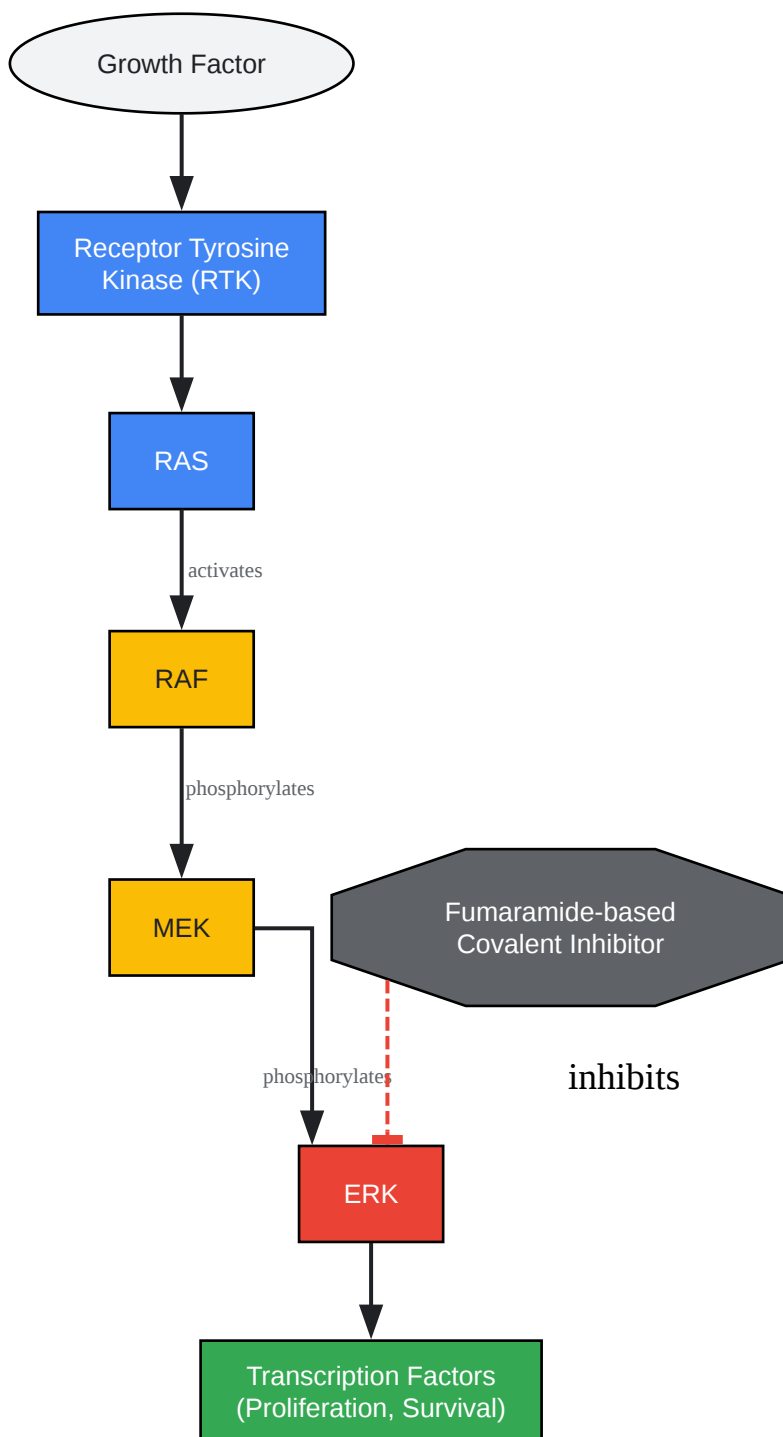 Growth Factor
Receptor Tyrosine
Kinase (RTK)
RAS
activates
RAF
phosphorylates
MEK
Fumaramide-based
Covalent Inhibitor
phosphorylates
inhibits
ERK
Transcription Factors
(Proliferation, Survival)